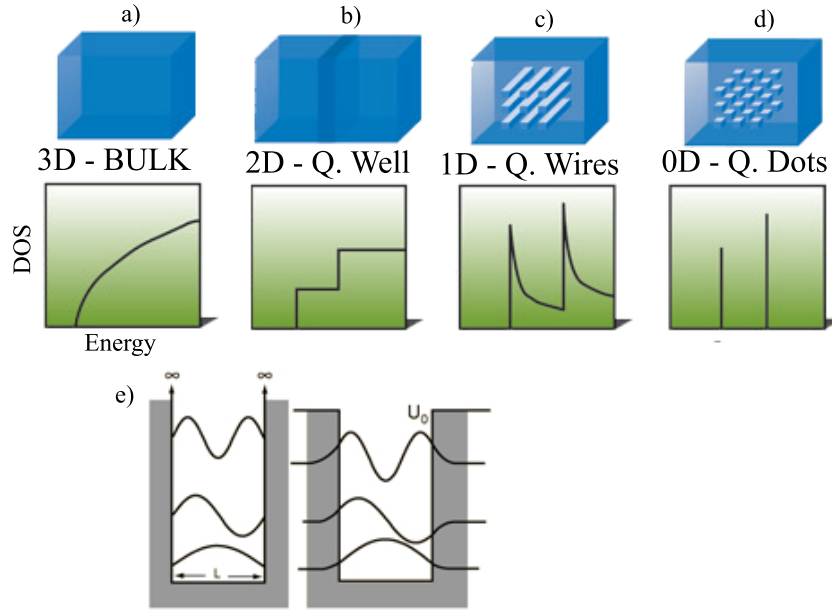 a) b) c) d)
3D - BULK 2D - Q. Well 1D - Q. Wires 0D - Q. Dots
DOS
Energy
e) ∞ ∞
U₀
L